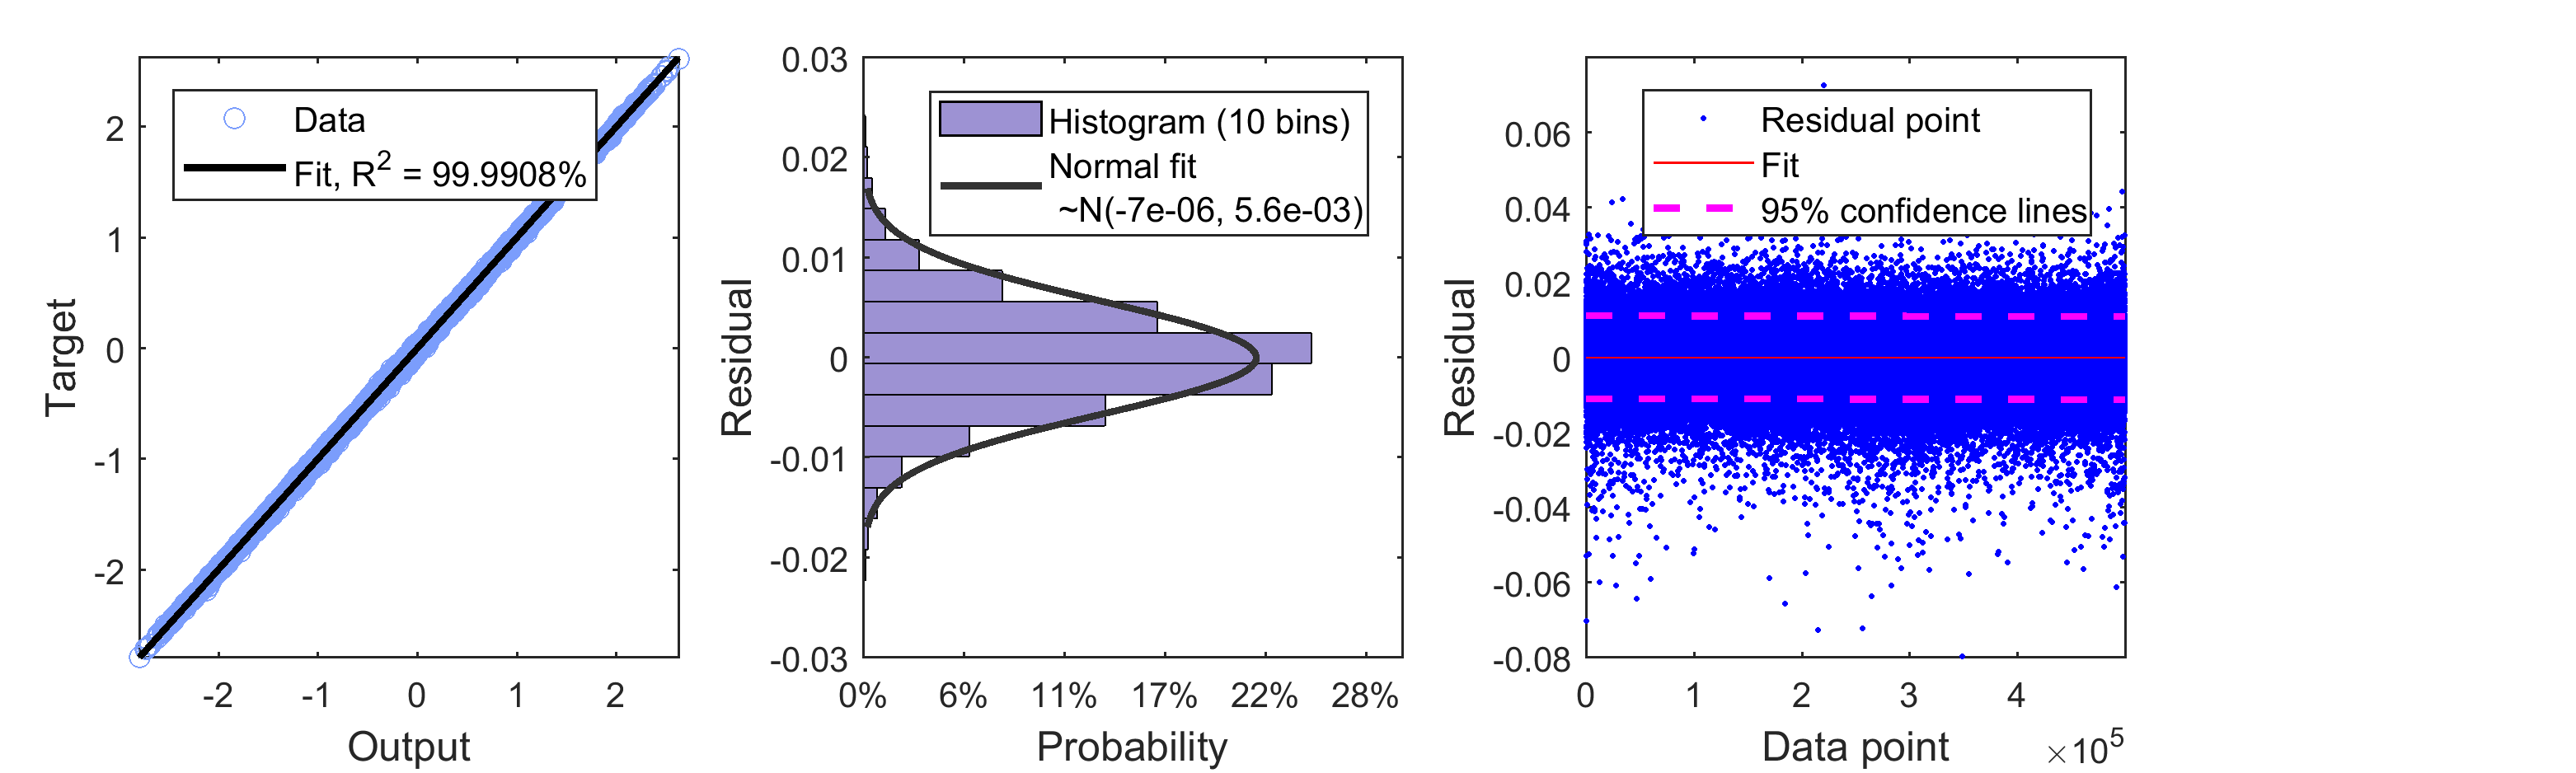 Data
Fit, R² = 99.9908%
2
1
0
-1
-2
-2
-1
0
1
2
Target
Output
Histogram (10 bins)
Normal fit
~N(-7e-06, 5.6e-03)
0.03
0.02
0.01
0
-0.01
-0.02
-0.03
0%
6%
11%
17%
22%
28%
Residual
Probability
Residual point
Fit
95% confidence lines
0.06
0.04
0.02
0
-0.02
-0.04
-0.06
-0.08
0
1
2
3
4
×10⁵
Residual
Data point